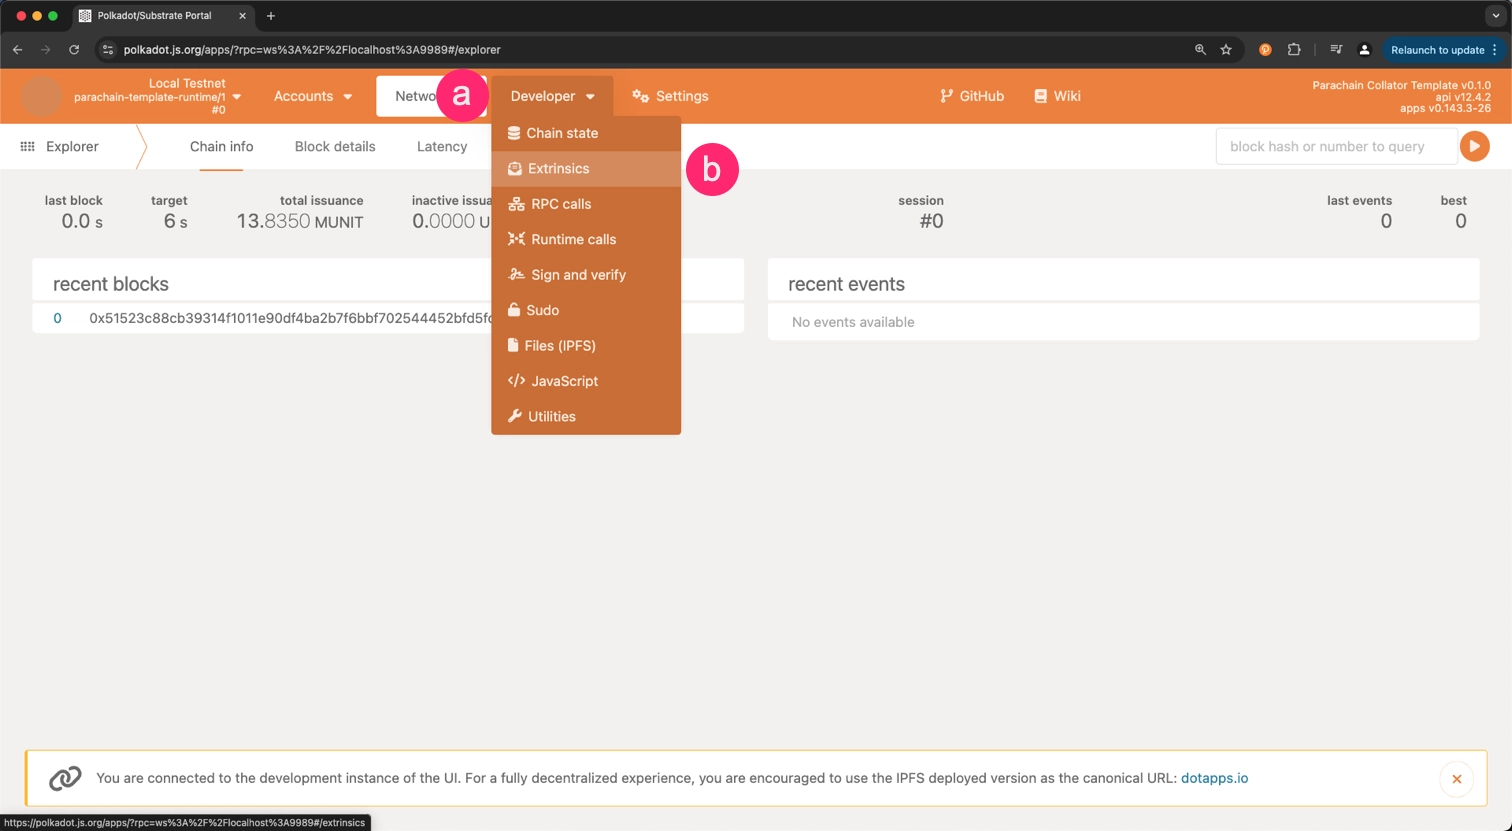 Polkadot/Substrate Portal
polkadot.js.org/apps/?rpc=ws%3A%2F%2Flocalhost%3A9989#/explorer
Relaunch to update
Local Testnet
parachain-template-runtime/1
#0
Accounts
Netwo
a
Developer
Settings
GitHub
Wiki
Parachain Collator Template v0.1.0
api v12.4.2
apps v0.143.3-26
Explorer
Chain info
Block details
Latency
block hash or number to query
Chain state
Extrinsics
b
RPC calls
Runtime calls
Sign and verify
Sudo
Files (IPFS)
JavaScript
Utilities
last block
0.0 s
target
6 s
total issuance
13.8350 MUNIT
inactive issua
0.0000 U
session
#0
last events
0
best
0
recent blocks
0 0x51523c88cb39314f1011e90df4ba2b7f6bbf702544452bfd5f
recent events
No events available
You are connected to the development instance of the UI. For a fully decentralized experience, you are encouraged to use the IPFS deployed version as the canonical URL: dotapps.io
https://polkadot.js.org/apps/?rpc=ws%3A%2F%2Flocalhost%3A9989#/extrinsics